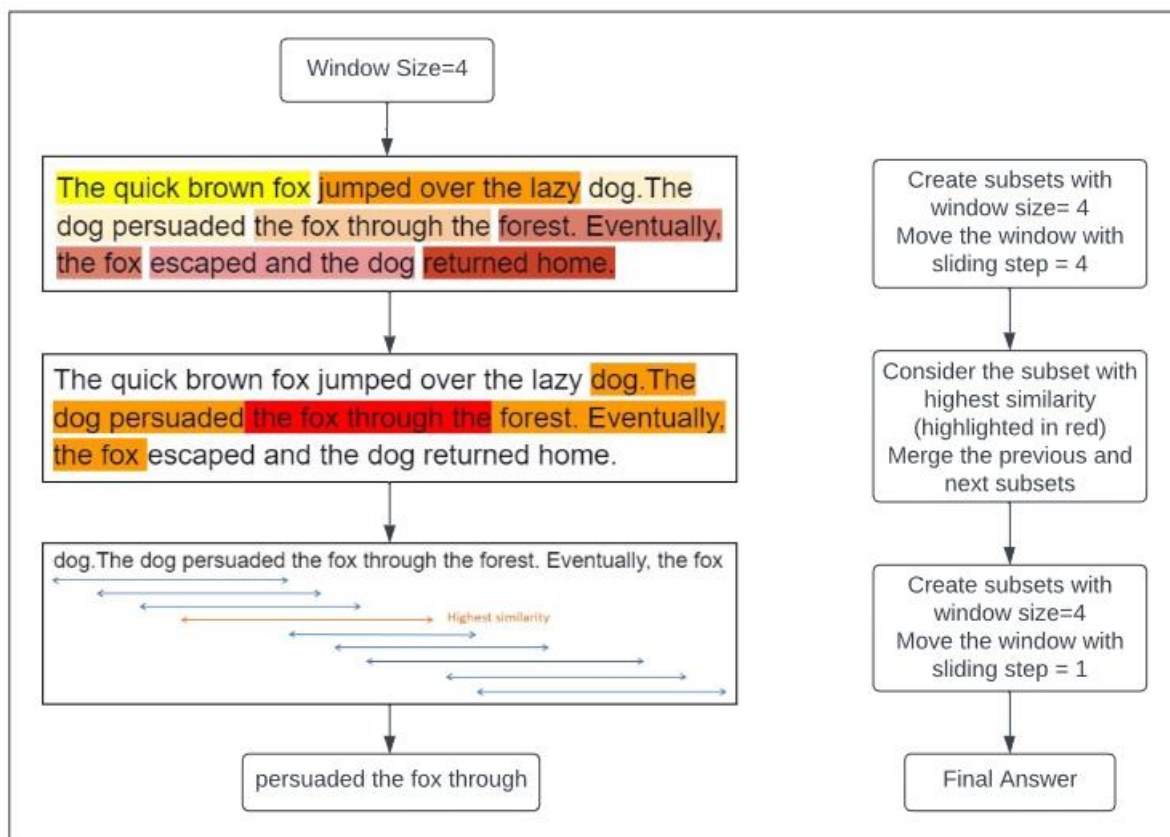 Window Size=4
The quick brown fox jumped over the lazy dog.The
dog persuaded the fox through the forest. Eventually,
the fox escaped and the dog returned home.
The quick brown fox jumped over the lazy dog.The
dog persuaded the fox through the forest. Eventually,
the fox escaped and the dog returned home.
dog.The dog persuaded the fox through the forest. Eventually, the fox
Highest similarity
persuaded the fox through
Create subsets with
window size= 4
Move the window with
sliding step = 4
Consider the subset with
highest similarity
(highlighted in red)
Merge the previous and
next subsets
Create subsets with
window size=4
Move the window with
sliding step = 1
Final Answer